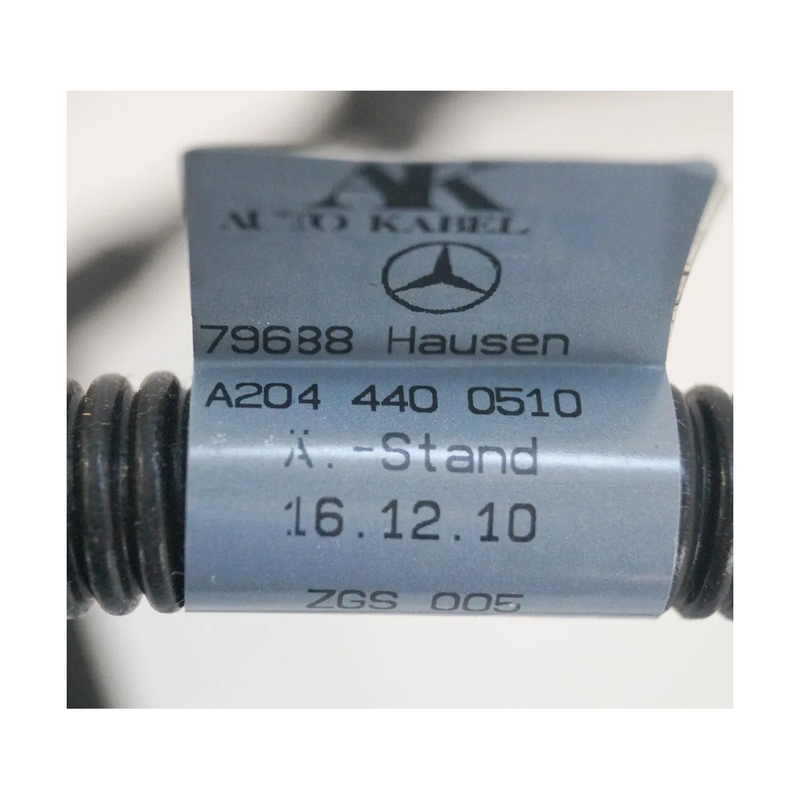 AK
AUTO KABEL
79688 Hausen
A204 440 0510
Ä.-Stand
16.12.10
ZGS 005